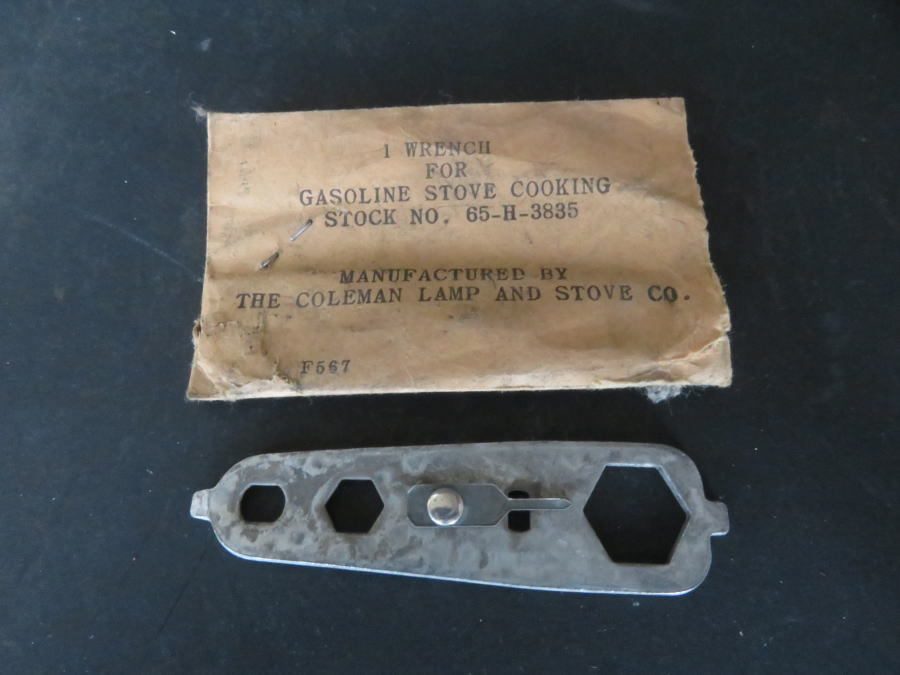 1 WRENCH
FOR
GASOLINE STOVE COOKING
STOCK NO. 65-H-3835
MANUFACTURED BY
THE COLEMAN LAMP AND STOVE CO.
F567